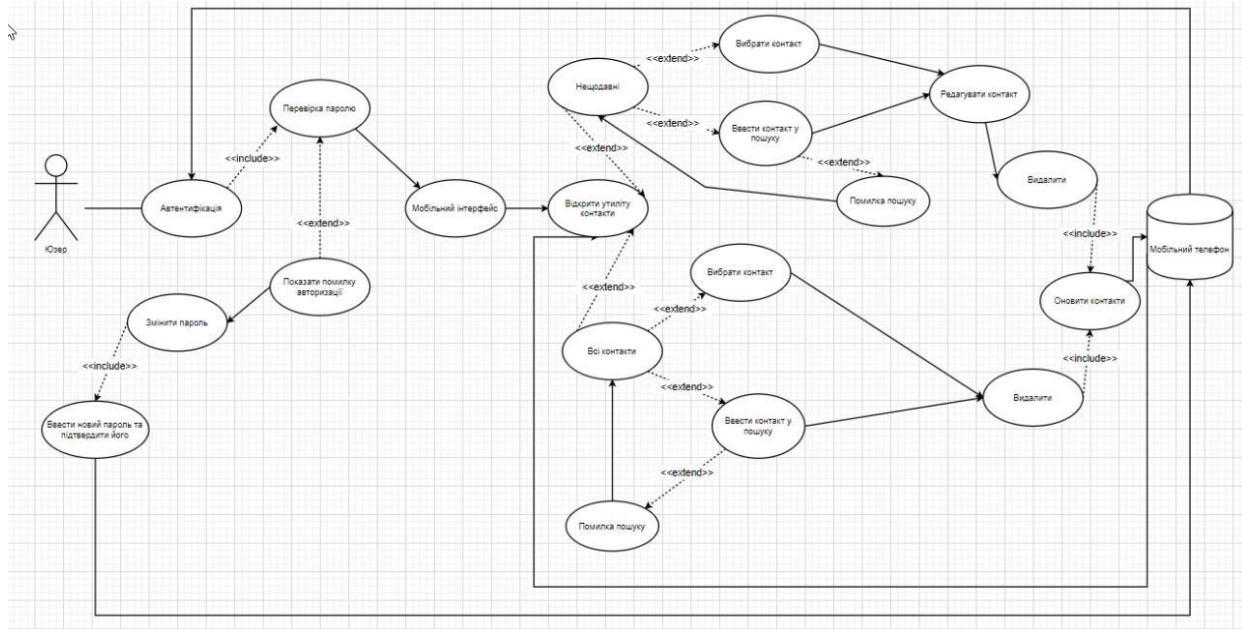 Вибрати контакт
<<extend>>
Нещодавні
Редагувати контакт
Перевірка паролю
<<extend>>
Ввести контакт у
пошуку
<<extend>>
<<include>>
<<extend>>
Видалити
Автентифікація
Мобільний інтерфейс
Відкрити утиліту
контакти
Помилка пошуку
<<extend>>
<<include>>
Юзер
Мобільний телефон
Вибрати контакт
Показати помилку
авторизації
<<extend>>
<<extend>>
Оновити контакти
Змінити пароль
Всі контакти
<<include>>
<<include>>
<<extend>>
Видалити
Ввести новий пароль та
підтвердити його
Ввести контакт у
пошуку
<<extend>>
Помилка пошуку